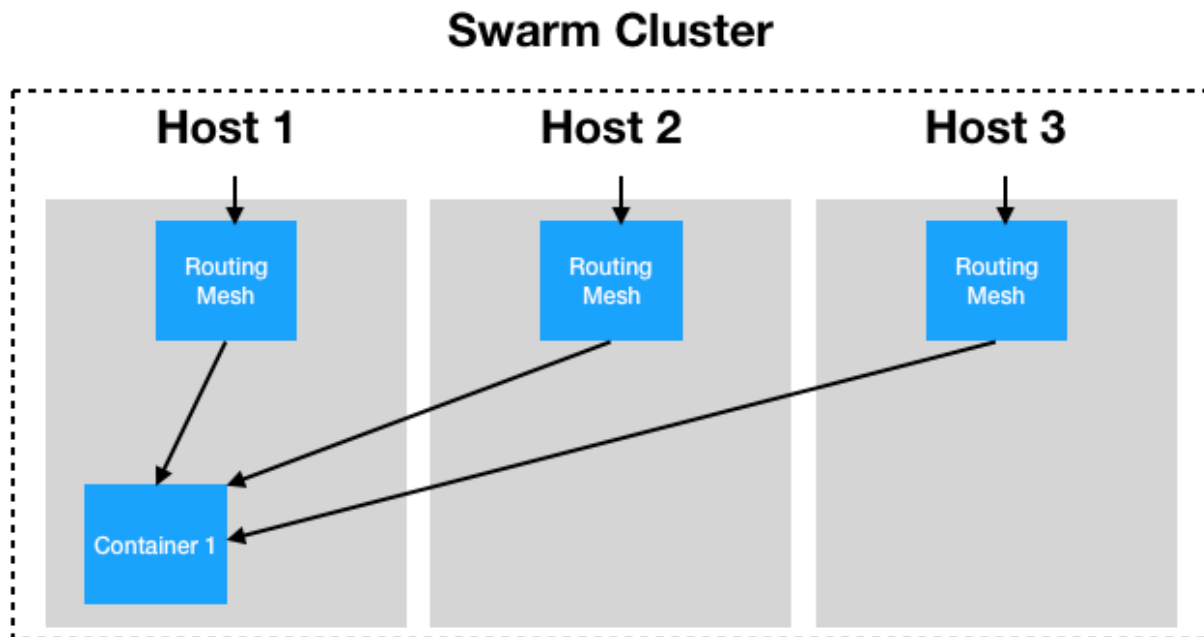 Swarm Cluster
Host 1
Host 2
Host 3
Routing
Mesh
Routing
Mesh
Routing
Mesh
Container 1